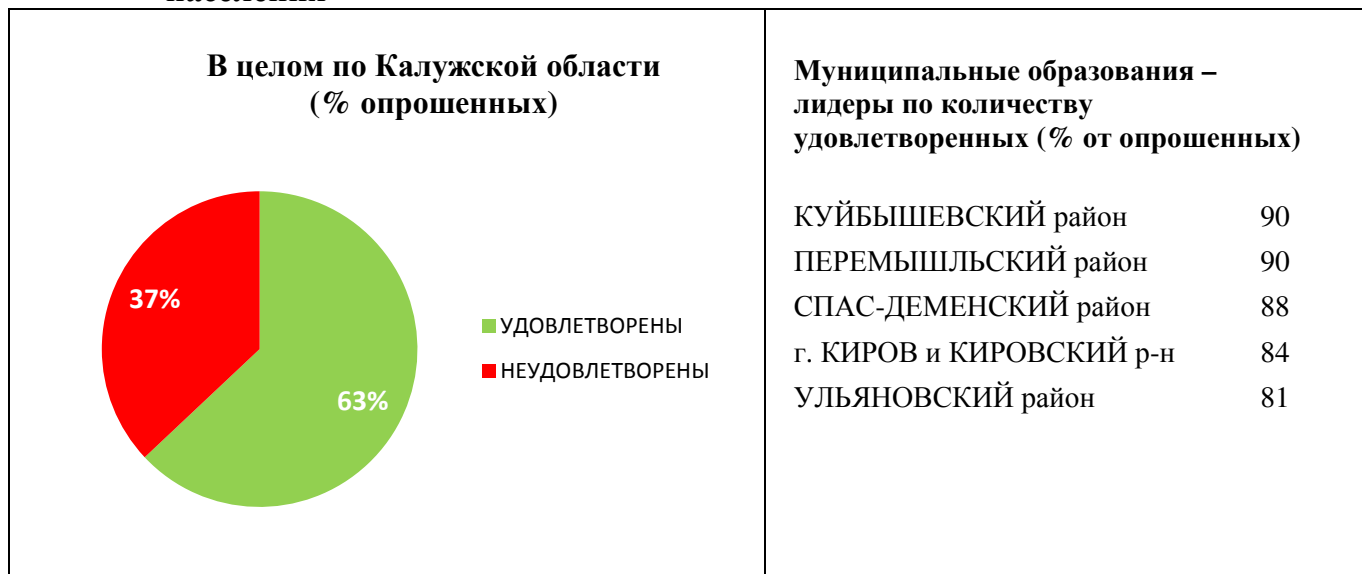 В целом по Калужской области
(% опрошенных)
37%
63%
УДОВЛЕТВОРЕНЫ
НЕУДОВЛЕТВОРЕНЫ
Муниципальные образования –
лидеры по количеству
удовлетворенных (% от опрошенных)
КУЙБЫШЕВСКИЙ район 90
ПЕРЕМЫШЛЬСКИЙ район 90
СПАС-ДЕМЕНСКИЙ район 88
г. КИРОВ и КИРОВСКИЙ р-н 84
УЛЬЯНОВСКИЙ район 81